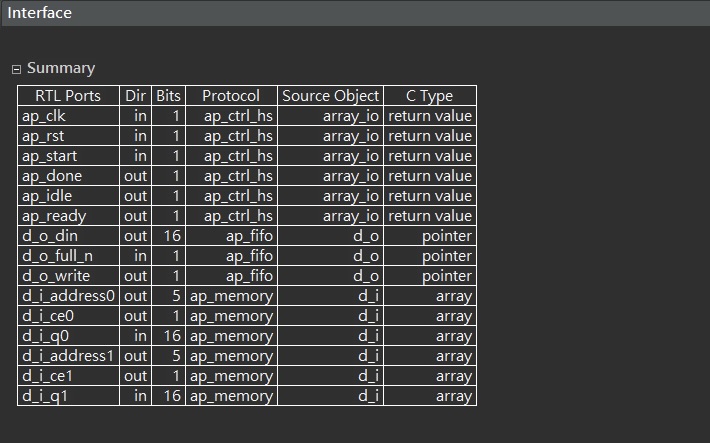 Interface
Summary
RTL Ports Dir Bits Protocol Source Object C Type
ap_clk in 1 ap_ctrl_hs array_io return value
ap_rst in 1 ap_ctrl_hs array_io return value
ap_start in 1 ap_ctrl_hs array_io return value
ap_done out 1 ap_ctrl_hs array_io return value
ap_idle out 1 ap_ctrl_hs array_io return value
ap_ready out 1 ap_ctrl_hs array_io return value
d_o_din out 16 ap_fifo d_o pointer
d_o_full_n in 1 ap_fifo d_o pointer
d_o_write out 1 ap_fifo d_o pointer
d_i_address0 out 5 ap_memory d_i array
d_i_ce0 out 1 ap_memory d_i array
d_i_q0 in 16 ap_memory d_i array
d_i_address1 out 5 ap_memory d_i array
d_i_ce1 out 1 ap_memory d_i array
d_i_q1 in 16 ap_memory d_i array